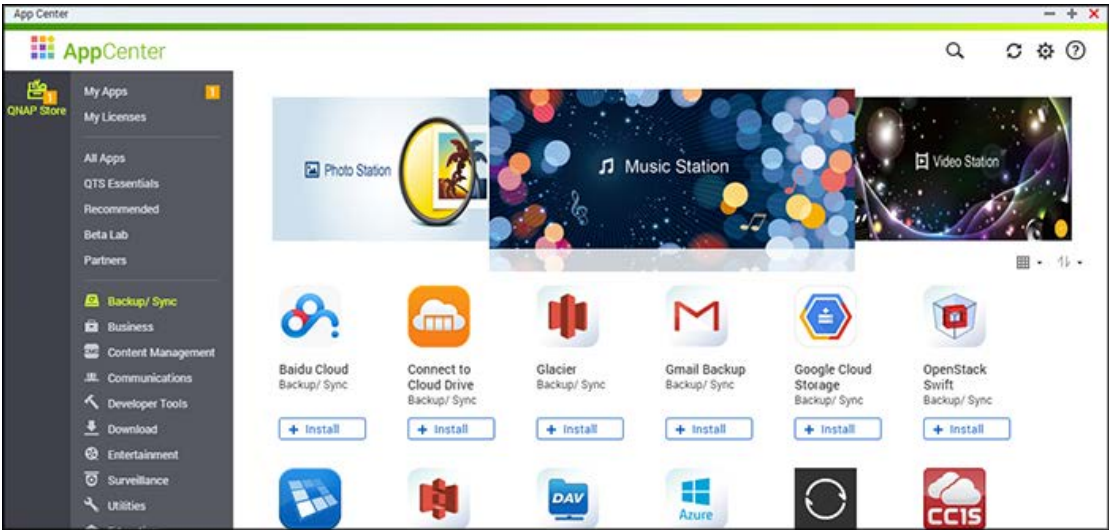 App Center
AppCenter
QNAP Store
1
My Apps
1
My Licenses
All Apps
QTS Essentials
Recommended
Beta Lab
Partners
Backup/ Sync
Business
Content Management
Communications
Developer Tools
Download
Entertainment
Surveillance
Utilities
Photo Station
Music Station
Video Station
Baidu Cloud
Backup/ Sync
+ Install
Connect to
Cloud Drive
Backup/ Sync
+ Install
Glacier
Backup/ Sync
+ Install
Gmail Backup
Backup/ Sync
+ Install
Google Cloud
Storage
Backup/ Sync
+ Install
OpenStack
Swift
Backup/ Sync
+ Install
DAV
Azure
CC1S